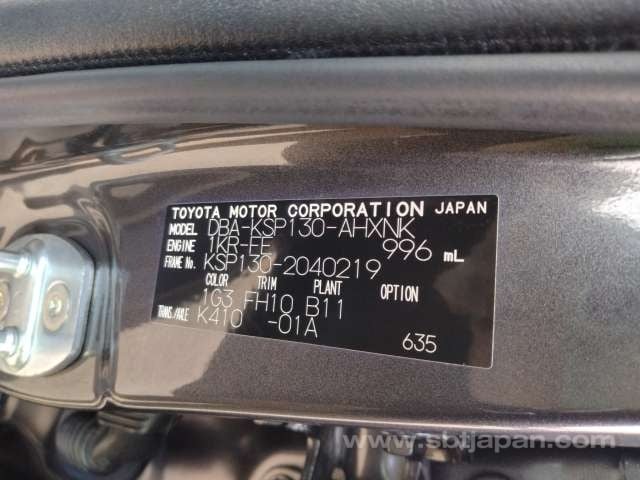 TOYOTA MOTOR CORPORATION JAPAN
MODEL DBA-KSP130-AHXNK
ENGINE 1KR-FE 996 mL
FRAME No. KSP130-2040219
COLOR TRIM PLANT OPTION
1G3 FH10 B11
TRANS./AXLE K410 -01A
635
www.sbtjapan.com